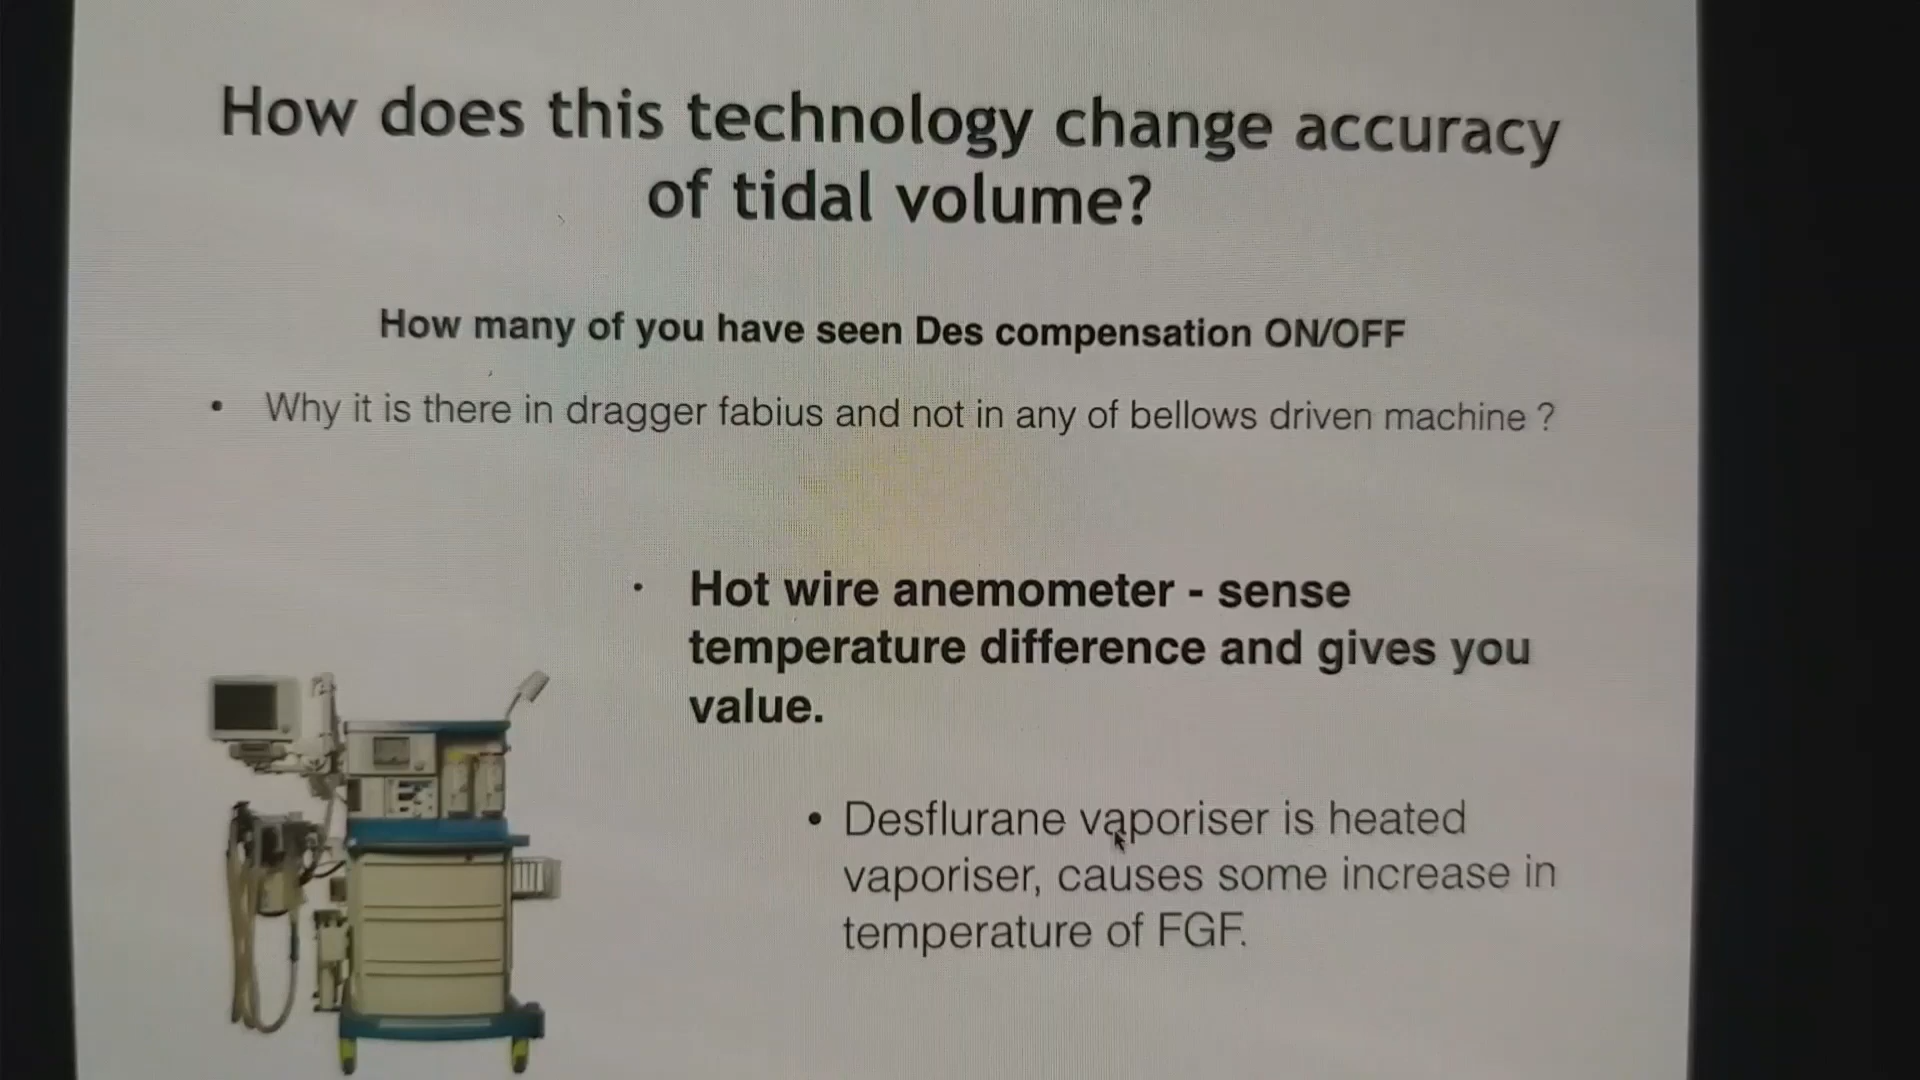 How does this technology change accuracy
of tidal volume?
How many of you have seen Des compensation ON/OFF
• Why it is there in dragger fabius and not in any of bellows driven machine ?
• Hot wire anemometer - sense
temperature difference and gives you
value.
• Desflurane vaporiser is heated
vaporiser, causes some increase in
temperature of FGF.